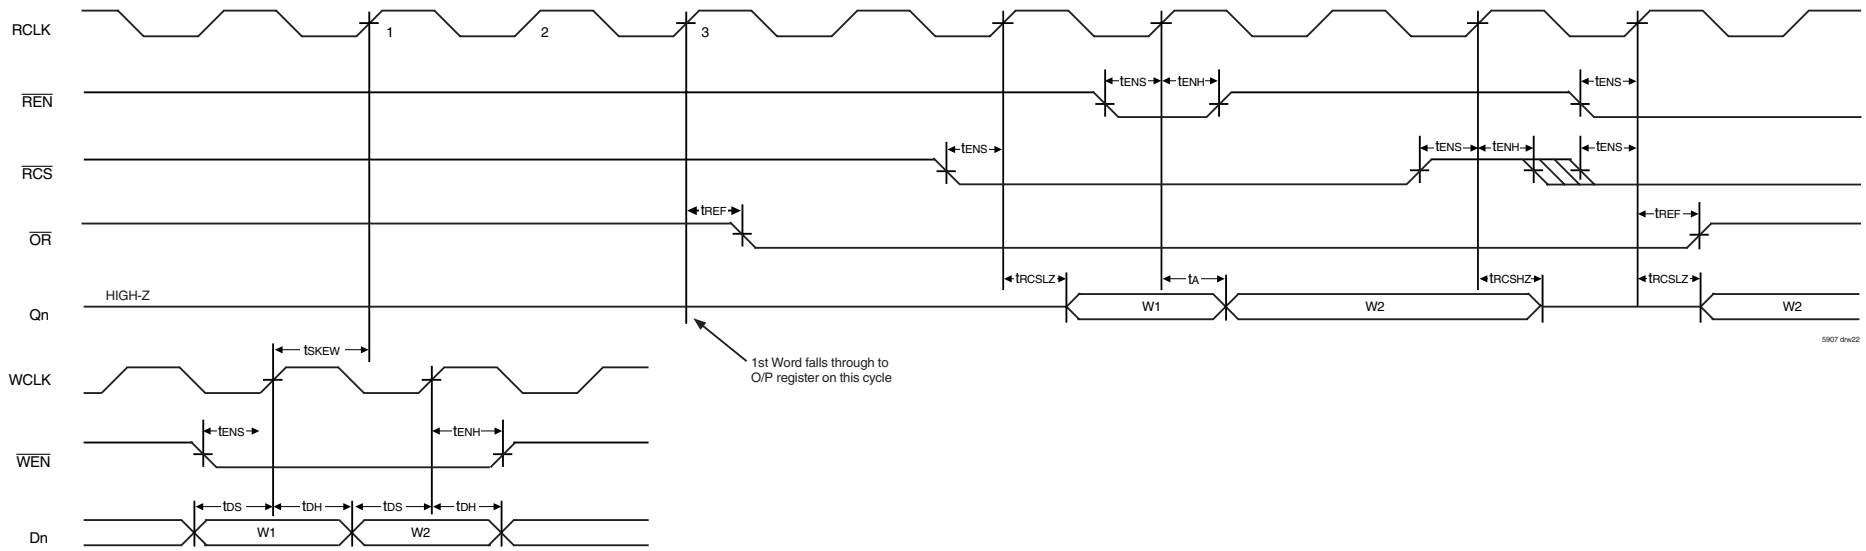 RCLK
1
2
3
REN
tENS
tENH
tENS
RCS
tENS
tENS
tENH
tENS
OR
tREF
tREF
Qn
HIGH-Z
tRCSLZ
W1
tA
W2
tRCSHZ
tRCSLZ
W2
5907 drw22
1st Word falls through to
O/P register on this cycle
tSKEW
WCLK
WEN
tENS
tENH
Dn
tDS
tDH
tDS
tDH
W1
W2